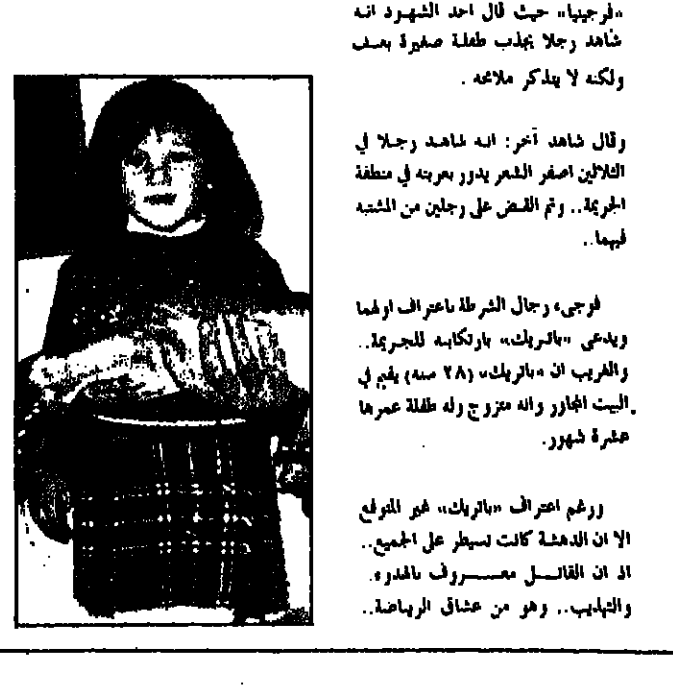 «فرجينيا» حيث قال احد الشهود انه
شاهد رجلا يجذب طفلة صغيرة بعنف
ولكنه لا يتذكر ملامحه .
وقال شاهد آخر: انه شاهد رجلا في
الثلاثين اصفر الشعر يدور بعربته في منطقة
الجريمة.. وتم القبض على رجلين من المشتبه
فيهما..
فوجىء رجال الشرطة باعتراف اولهما
ويدعى «باتريك» بارتكابه للجريمة..
والغريب ان «باتريك» (٢٨ سنه) يقيم في
البيت المجاور وانه متزوج وله طفلة عمرها
عشرة شهور.
ورغم اعتراف «باتريك» غير المتوقع
الا ان الدهشة كانت تسيطر على الجميع..
اذ ان القاتل معروف بالهدوء
والتهذيب.. وهو من عشاق الرياضة..